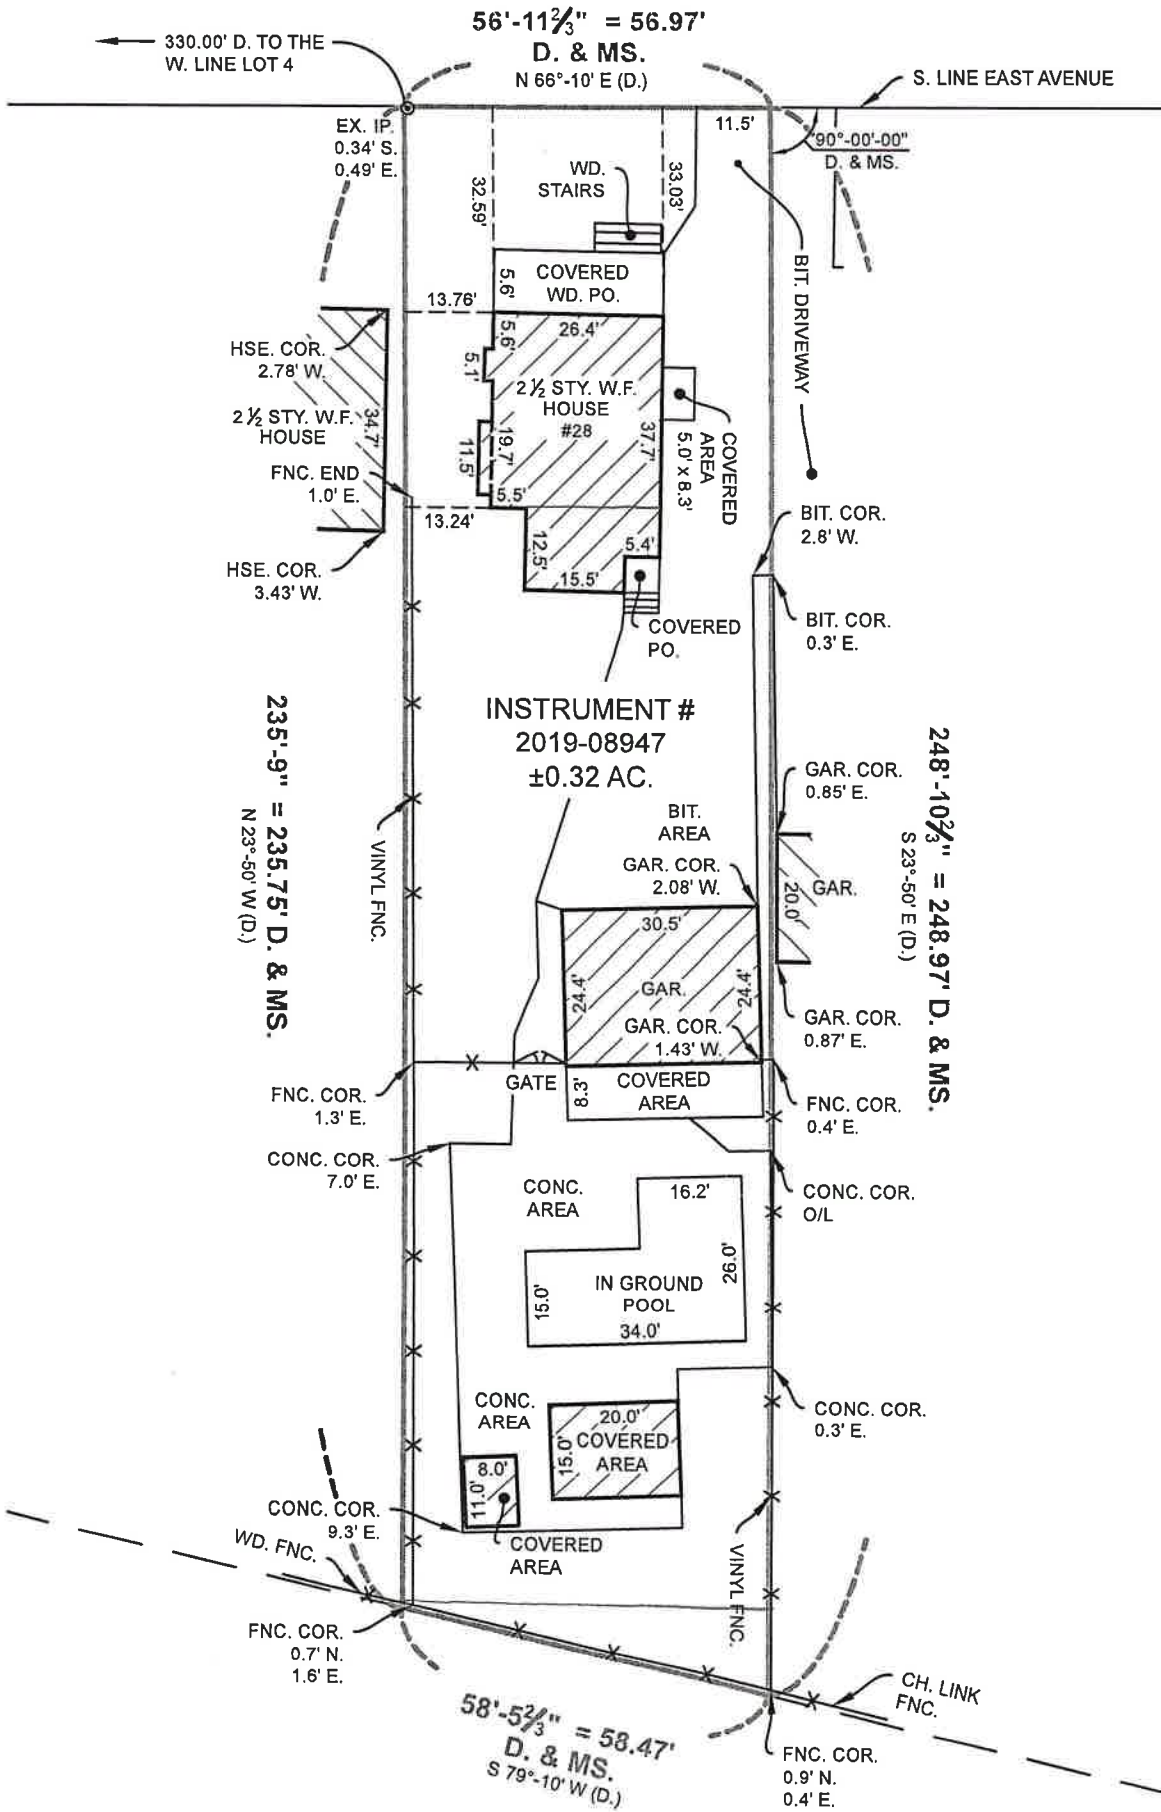 56'-11⅔" = 56.97'
D. & MS.
N 66°-10' E (D.)
330.00' D. TO THE
W. LINE LOT 4
S. LINE EAST AVENUE
EX. IP.
0.34' S.
0.49' E.
11.5'
90°-00'-00"
D. & MS.
WD.
STAIRS
32.59'
33.03'
COVERED
WD. PO.
5.6'
BIT. DRIVEWAY
13.76'
5.6'
26.4'
HSE. COR.
2.78' W.
5.1'
2 ½ STY. W.F.
HOUSE
#28
2 ½ STY. W.F.
HOUSE
34.7'
19.7'
11.5'
37.7'
COVERED
AREA
5.0' X 8.3'
FNC. END
1.0' E.
5.5'
13.24'
BIT. COR.
2.8' W.
12.5'
5.4'
15.5'
HSE. COR.
3.43' W.
COVERED
PO.
BIT. COR.
0.3' E.
INSTRUMENT #
2019-08947
±0.32 AC.
235'-9" = 235.75' D. & MS.
N 23°-50' W (D.)
248'-10⅔" = 248.97' D. & MS.
S 23°-50' E (D.)
GAR. COR.
0.85' E.
VINYL FNC.
BIT.
AREA
GAR. COR.
2.08' W.
20.0'
GAR.
30.5'
24.4'
GAR.
24.4'
GAR. COR.
1.43' W.
GAR. COR.
0.87' E.
GATE
8.3'
COVERED
AREA
FNC. COR.
1.3' E.
FNC. COR.
0.4' E.
CONC. COR.
7.0' E.
CONC.
AREA
16.2'
CONC. COR.
O/L
15.0'
26.0'
IN GROUND
POOL
34.0'
CONC.
AREA
20.0'
15.0'
COVERED
AREA
CONC. COR.
0.3' E.
8.0'
11.0'
CONC. COR.
9.3' E.
COVERED
AREA
WD. FNC.
VINYL FNC.
FNC. COR.
0.7' N.
1.6' E.
CH. LINK
FNC.
58'-5⅔" = 58.47'
D. & MS.
S 79°-10' W (D.)
FNC. COR.
0.9' N.
0.4' E.